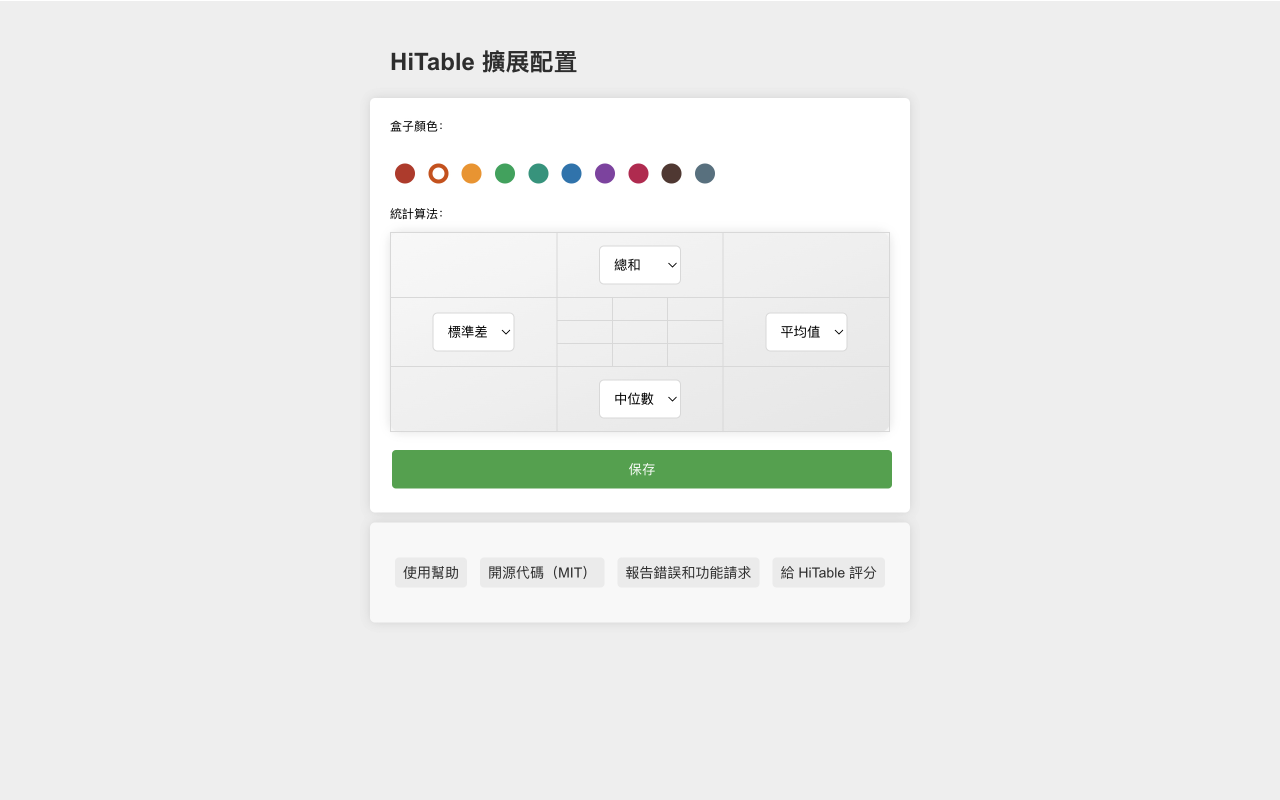 HiTable 擴展配置
盒子顏色：
統計算法：
總和
標準差
平均值
中位數
保存
使用幫助
開源代碼（MIT）
報告錯誤和功能請求
給 HiTable 評分